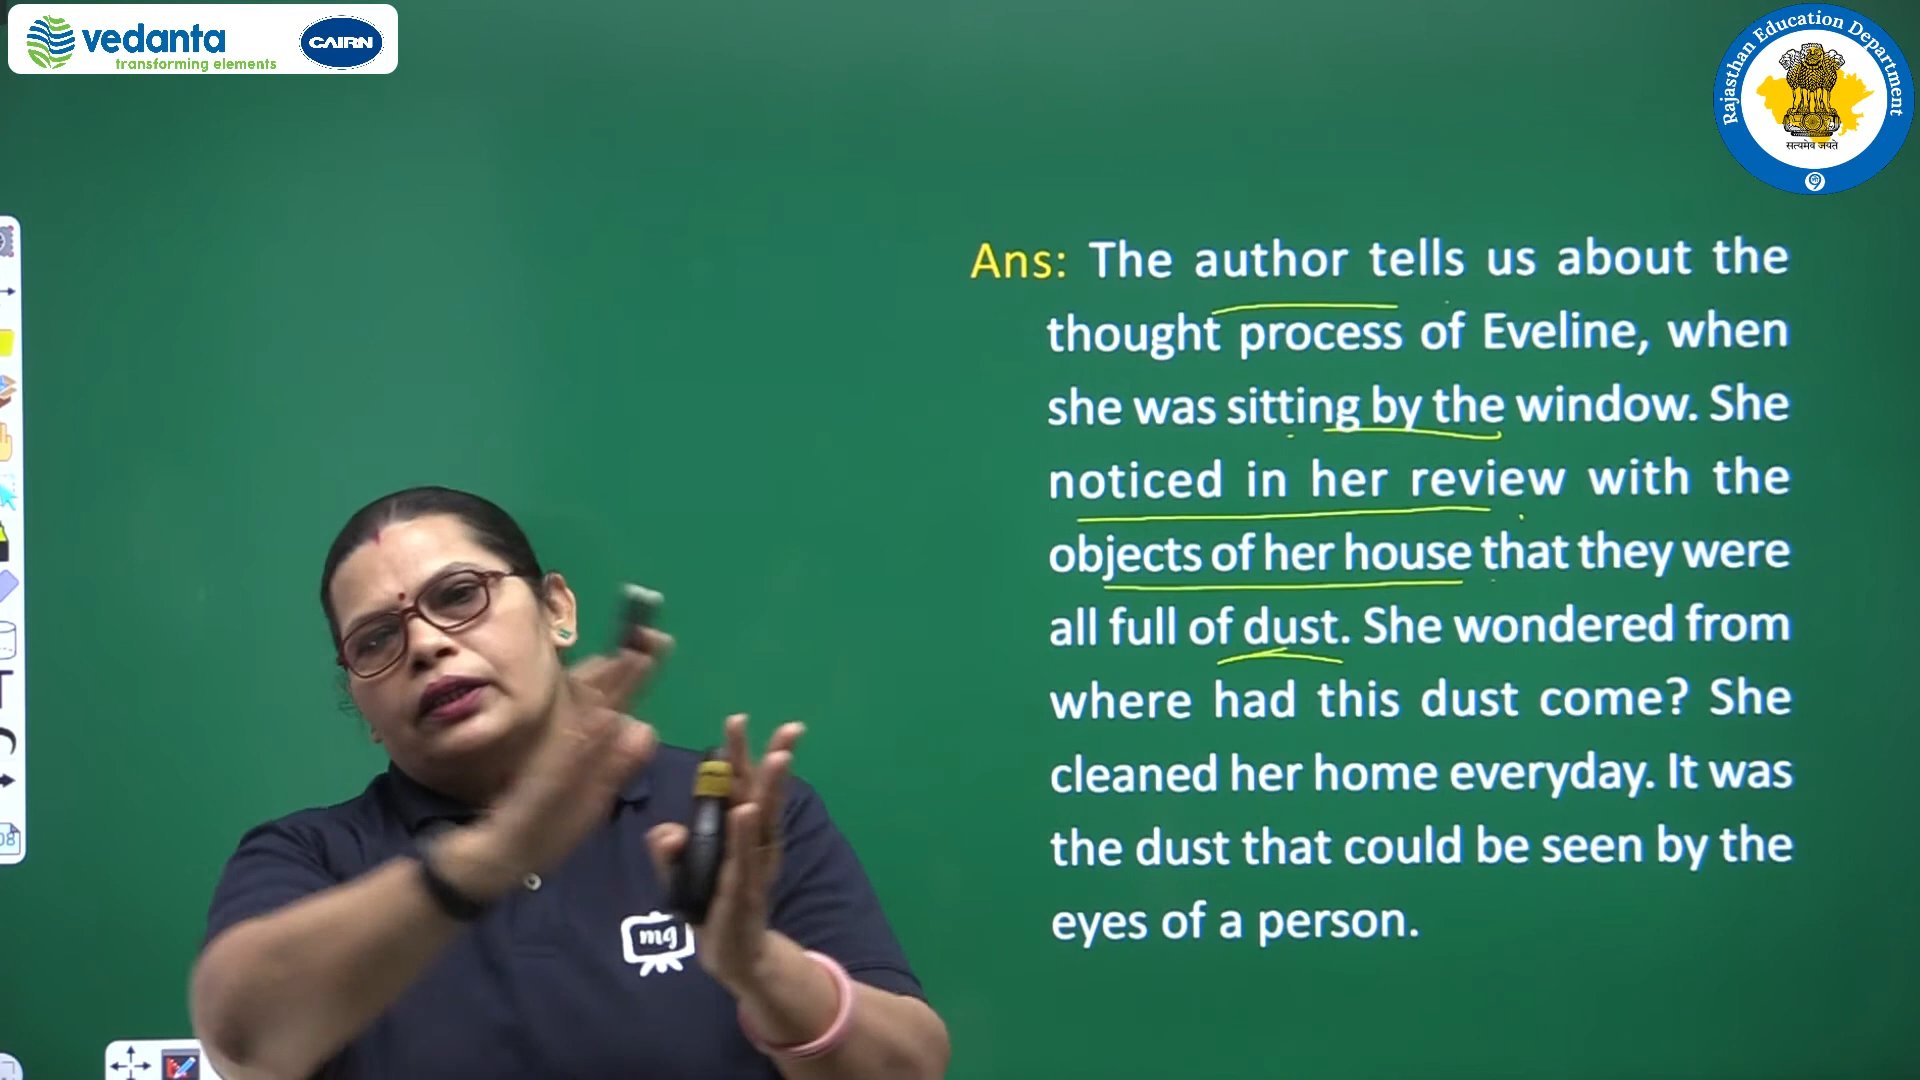 vedanta
transforming elements
CAIRN
Rajasthan Education Department
सत्यमेव जयते
Ans: The author tells us about the
thought process of Eveline, when
she was sitting by the window. She
noticed in her review with the
objects of her house that they were
all full of dust. She wondered from
where had this dust come? She
cleaned her home everyday. It was
the dust that could be seen by the
eyes of a person.
mg